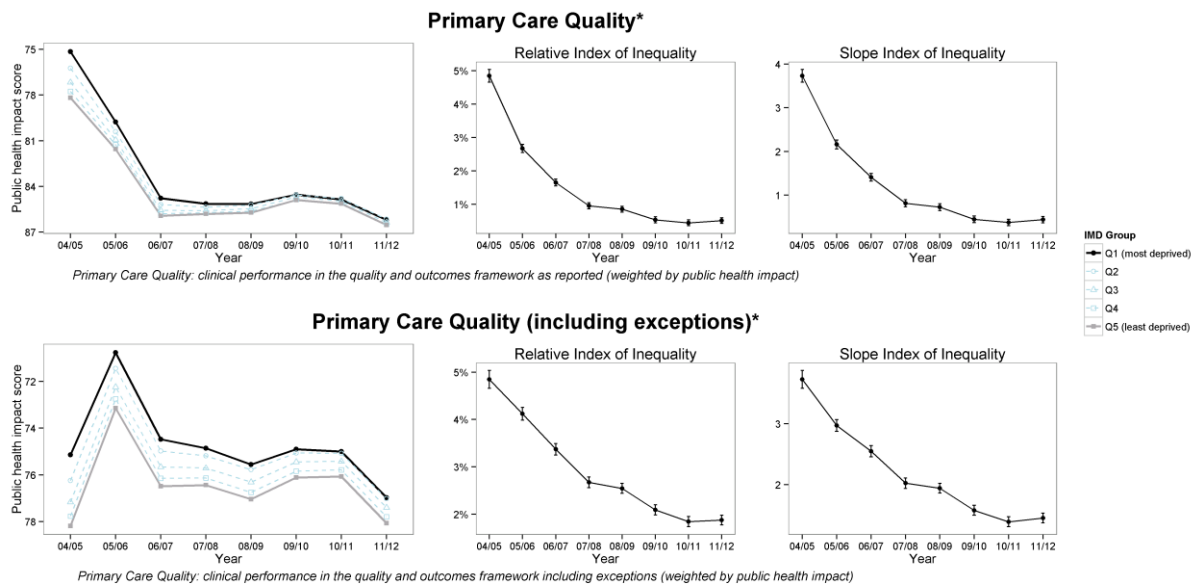 Primary Care Quality*
Public health impact score
75
78
81
84
87
04/05 05/06 06/07 07/08 08/09 09/10 10/11 11/12
Year
Relative Index of Inequality
5%
4%
3%
2%
1%
04/05 05/06 06/07 07/08 08/09 09/10 10/11 11/12
Year
Slope Index of Inequality
4
3
2
1
04/05 05/06 06/07 07/08 08/09 09/10 10/11 11/12
Year
Primary Care Quality: clinical performance in the quality and outcomes framework as reported (weighted by public health impact)
IMD Group
Q1 (most deprived)
Q2
Q3
Q4
Q5 (least deprived)
Primary Care Quality (including exceptions)*
Public health impact score
72
74
76
78
04/05 05/06 06/07 07/08 08/09 09/10 10/11 11/12
Year
Relative Index of Inequality
5%
4%
3%
2%
04/05 05/06 06/07 07/08 08/09 09/10 10/11 11/12
Year
Slope Index of Inequality
3
2
04/05 05/06 06/07 07/08 08/09 09/10 10/11 11/12
Year
Primary Care Quality: clinical performance in the quality and outcomes framework including exceptions (weighted by public health impact)